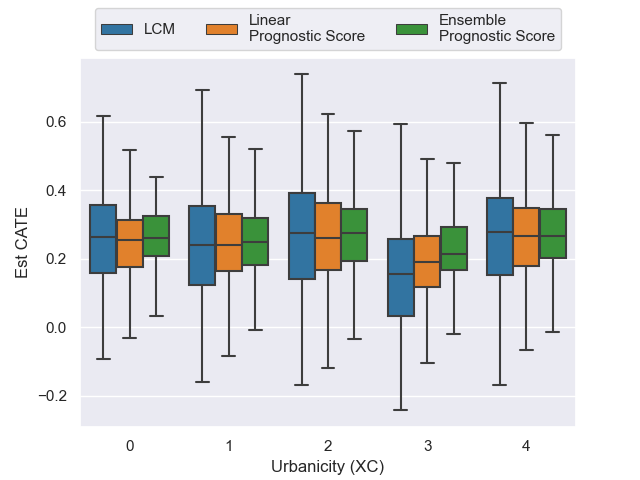 LCM
Linear
Prognostic Score
Ensemble
Prognostic Score
Est CATE
0.6
0.4
0.2
0.0
−0.2
0 1 2 3 4
Urbanicity (XC)